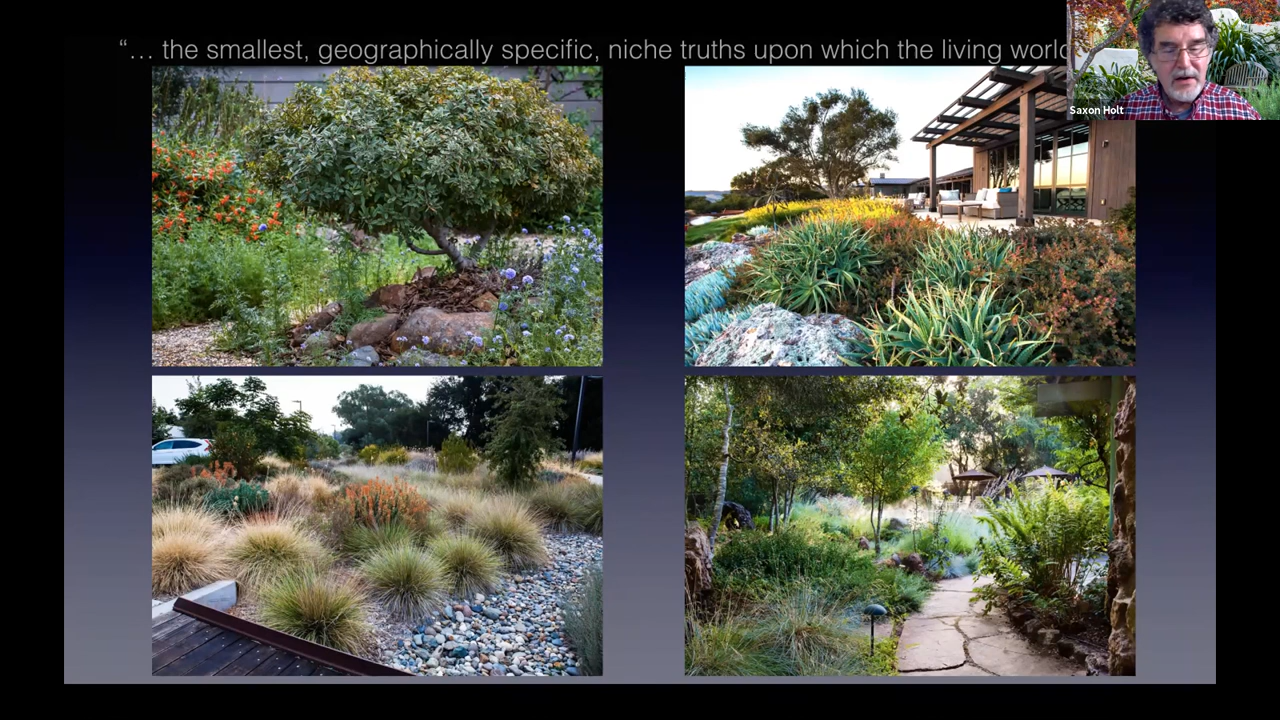 “… the smallest, geographically specific, niche truths upon which the living world
Saxon Holt